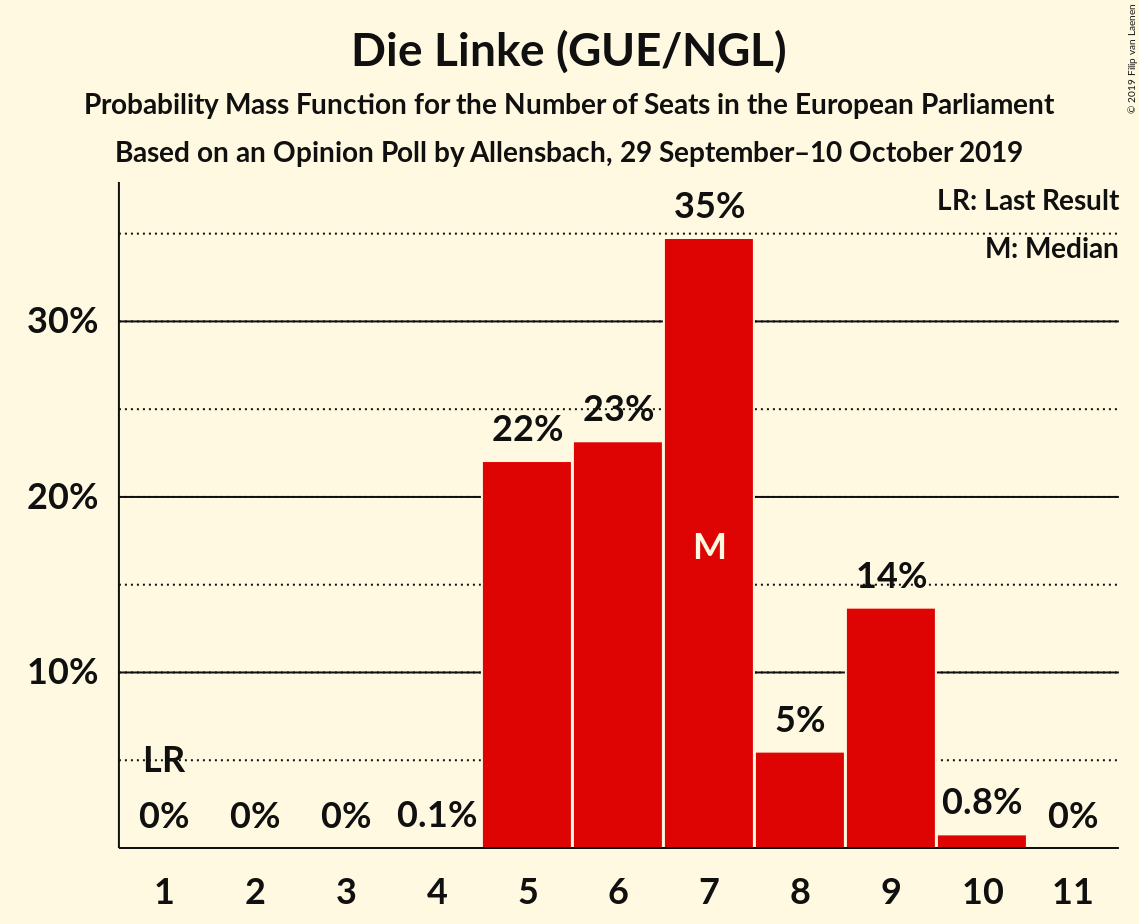 Die Linke (GUE/NGL)
Probability Mass Function for the Number of Seats in the European Parliament
Based on an Opinion Poll by Allensbach, 29 September–10 October 2019
© 2019 Filip van Laenen
LR: Last Result
M: Median
35%
30%
23%
22%
20%
M
14%
10%
5%
LR
0%
0%
0%
0.1%
0.8%
0%
1 2 3 4 5 6 7 8 9 10 11